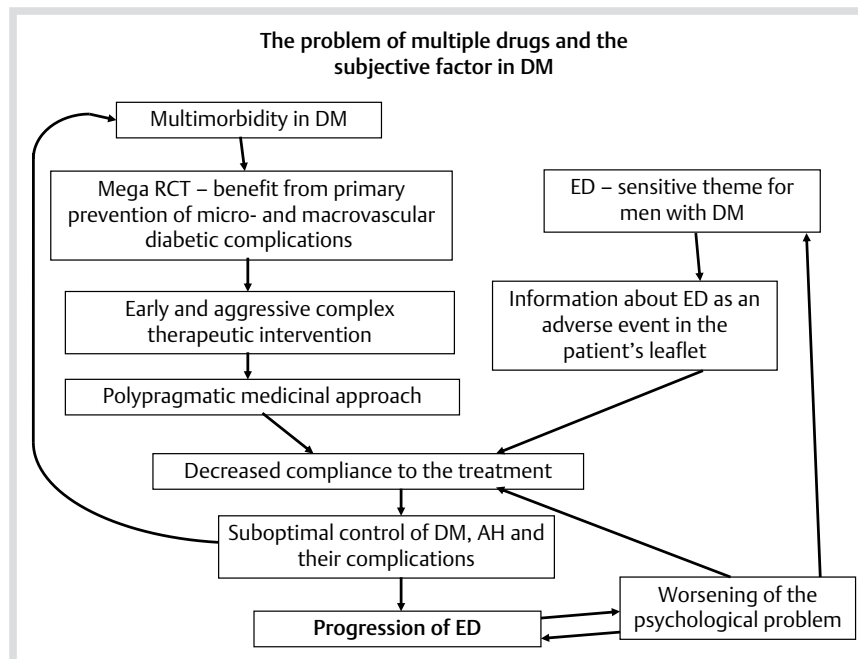 The problem of multiple drugs and the
subjective factor in DM
Multimorbidity in DM
Mega RCT – benefit from primary
prevention of micro- and macrovascular
diabetic complications
ED – sensitive theme for
men with DM
Early and aggressive complex
therapeutic intervention
Information about ED as an
adverse event in the
patient’s leaflet
Polypragmatic medicinal approach
Decreased compliance to the treatment
Suboptimal control of DM, AH and
their complications
Worsening of the
psychological problem
Progression of ED